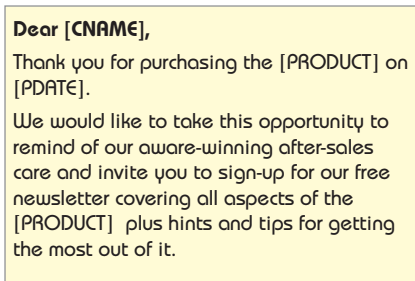 Dear [CNAME],
Thank you for purchasing the [PRODUCT] on
[PDATE].
We would like to take this opportunity to
remind of our aware-winning after-sales
care and invite you to sign-up for our free
newsletter covering all aspects of the
[PRODUCT]  plus hints and tips for getting
the most out of it.